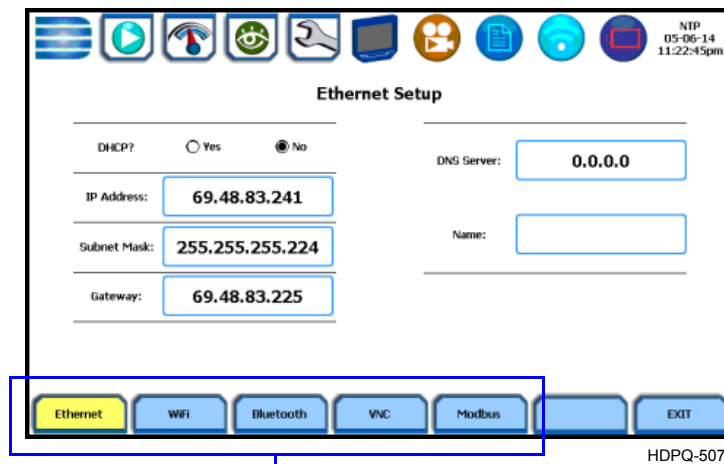 NTP
05-06-14
11:22:45pm
Ethernet Setup
DHCP? Yes No
IP Address: 69.48.83.241
Subnet Mask: 255.255.255.224
Gateway: 69.48.83.225
DNS Server: 0.0.0.0
Name:
Ethernet WiFi Bluetooth VNC Modbus EXIT
HDPQ-507